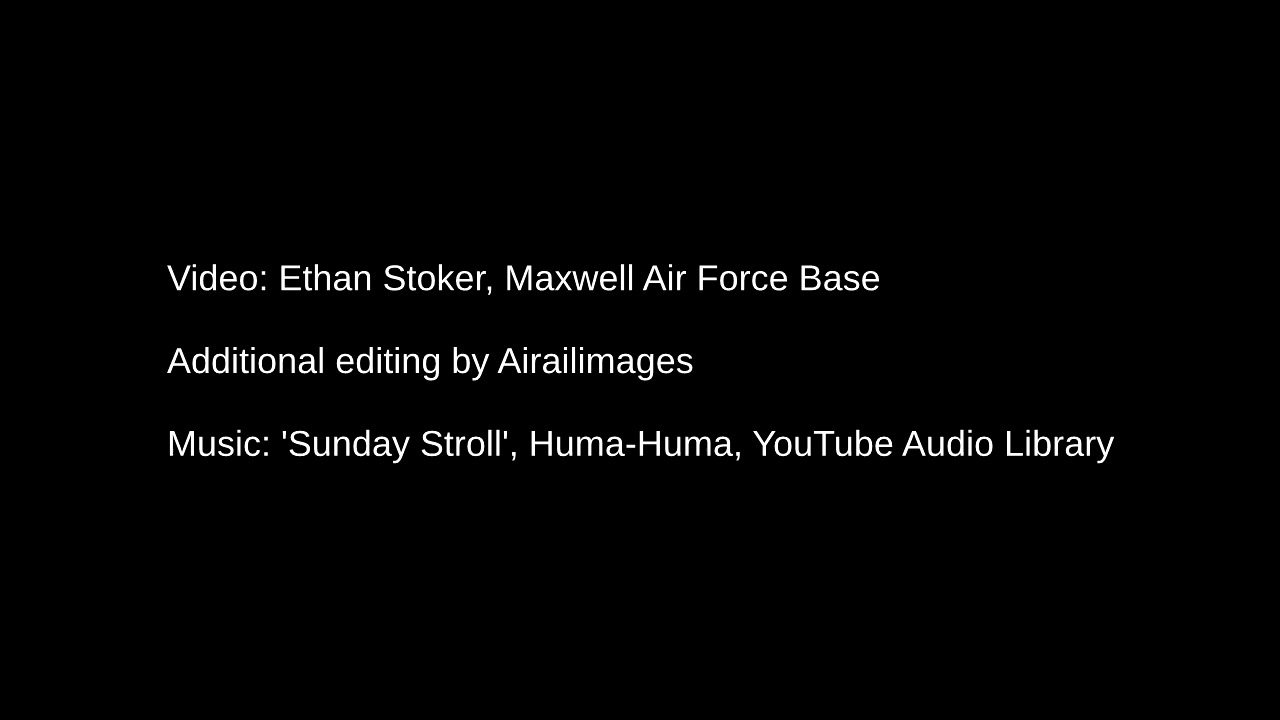 Video: Ethan Stoker, Maxwell Air Force Base
Additional editing by Airailimages
Music: 'Sunday Stroll', Huma-Huma, YouTube Audio Library